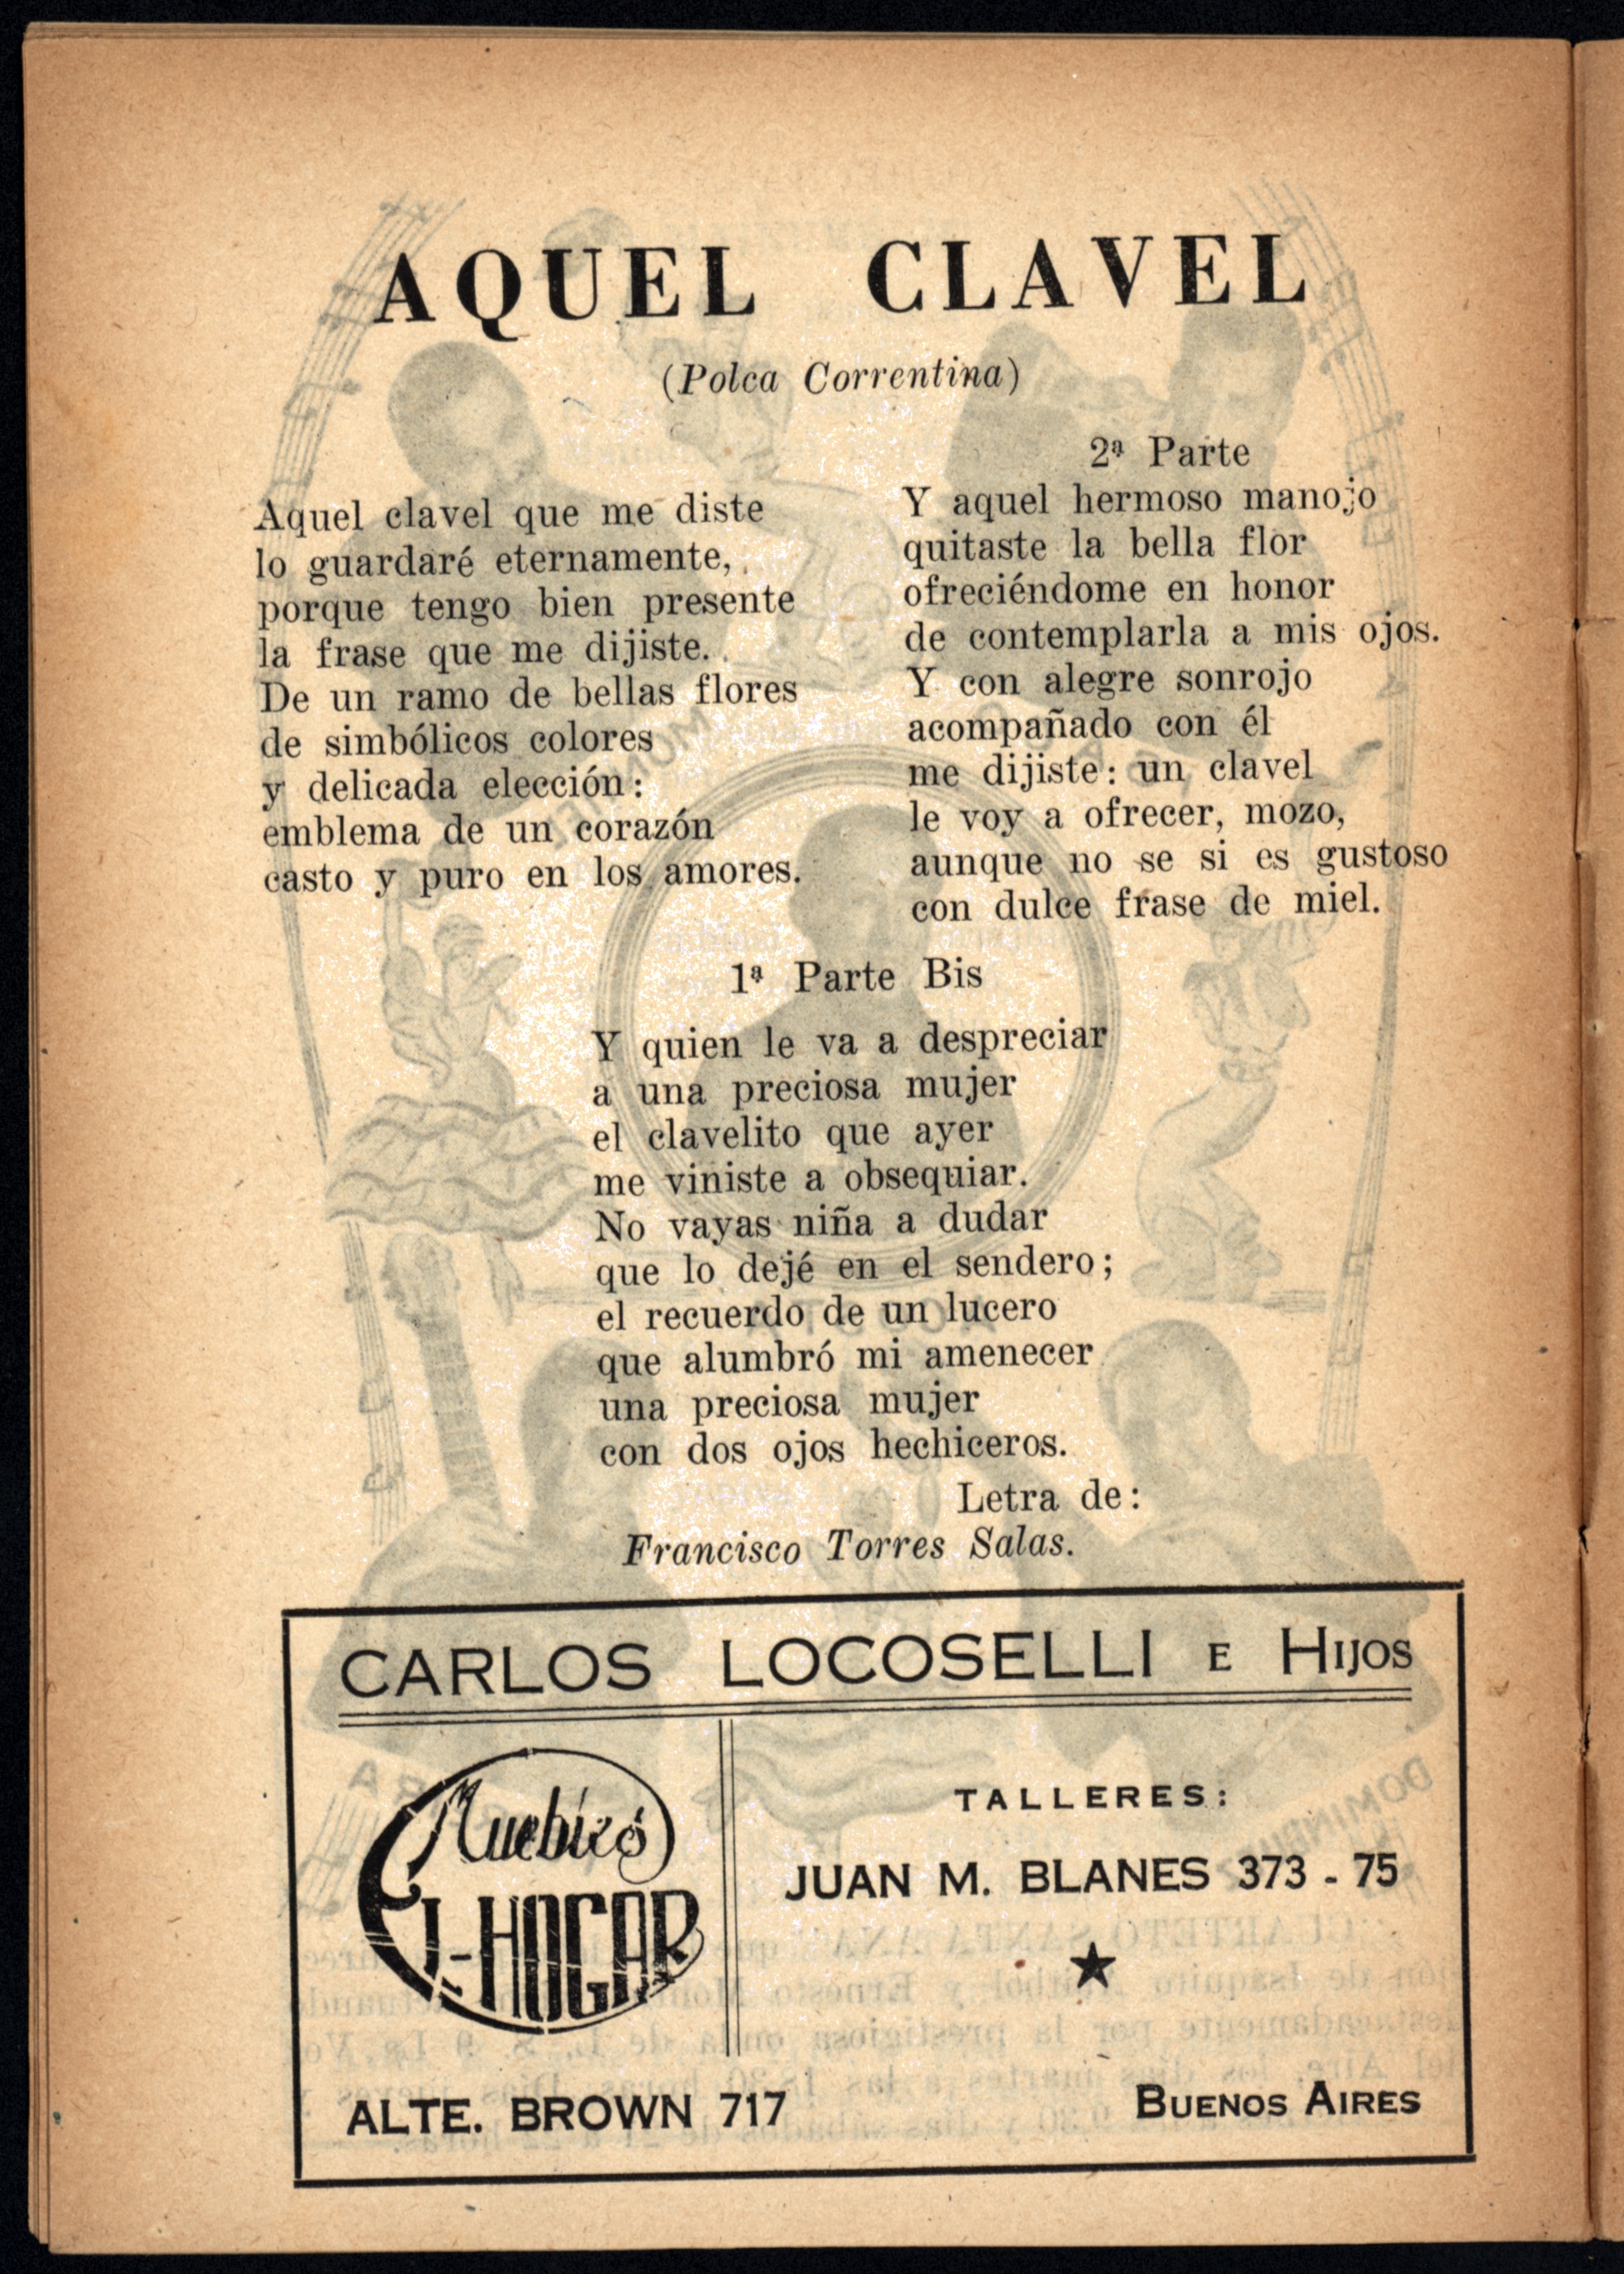 AQUEL CLAVEL
(Polca Correntina)
Aquel clavel que me diste
lo guardaré eternamente,
porque tengo bien presente
la frase que me dijiste.
De un ramo de bellas flores
de simbólicos colores
y delicada elección:
emblema de un corazón
casto y puro en los amores.
2ª Parte
Y aquel hermoso manojo
quitaste la bella flor
ofreciéndome en honor
de contemplarla a mis ojos.
Y con alegre sonrojo
acompañado con él
me dijiste: un clavel
le voy a ofrecer, mozo,
aunque no se si es gustoso
con dulce frase de miel.
1ª Parte Bis
Y quien le va a despreciar
a una preciosa mujer
el clavelito que ayer
me viniste a obsequiar.
No vayas niña a dudar
que lo dejé en el sendero;
el recuerdo de un lucero
que alumbró mi amenecer
una preciosa mujer
con dos ojos hechiceros.
Letra de:
Francisco Torres Salas.
CARLOS LOCOSELLI E HIJOS
Muebles
EL-HOGAR
TALLERES:
JUAN M. BLANES 373 - 75
ALTE. BROWN 717
BUENOS AIRES